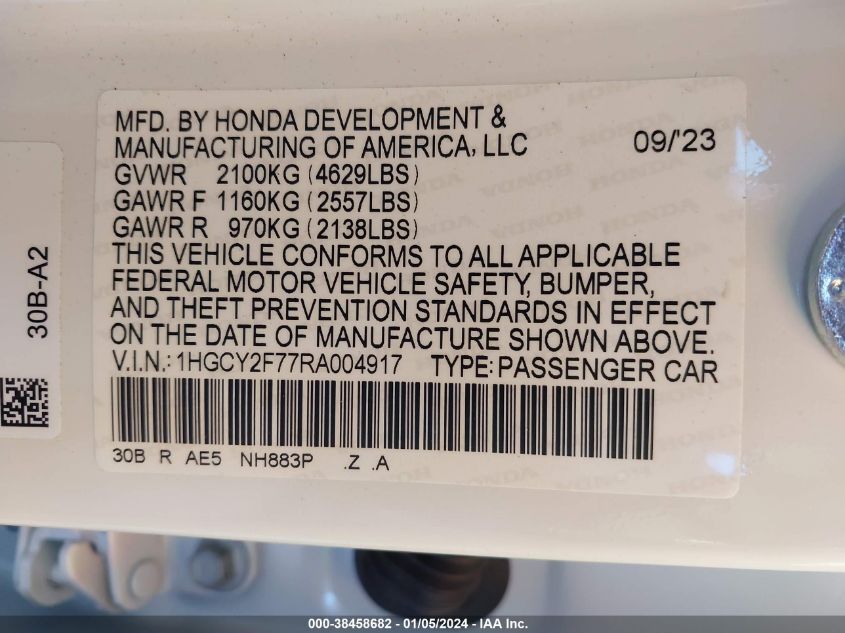 MFD. BY HONDA DEVELOPMENT &
MANUFACTURING OF AMERICA, LLC 09/'23
GVWR 2100KG (4629LBS)
GAWR F 1160KG (2557LBS)
GAWR R 970KG (2138LBS)
THIS VEHICLE CONFORMS TO ALL APPLICABLE
FEDERAL MOTOR VEHICLE SAFETY, BUMPER,
AND THEFT PREVENTION STANDARDS IN EFFECT
ON THE DATE OF MANUFACTURE SHOWN ABOVE.
V.I.N.: 1HGCY2F77RA004917 TYPE: PASSENGER CAR
30B R AE5 NH883P .Z .A
30B-A2
000-38458682 - 01/05/2024 - IAA Inc.